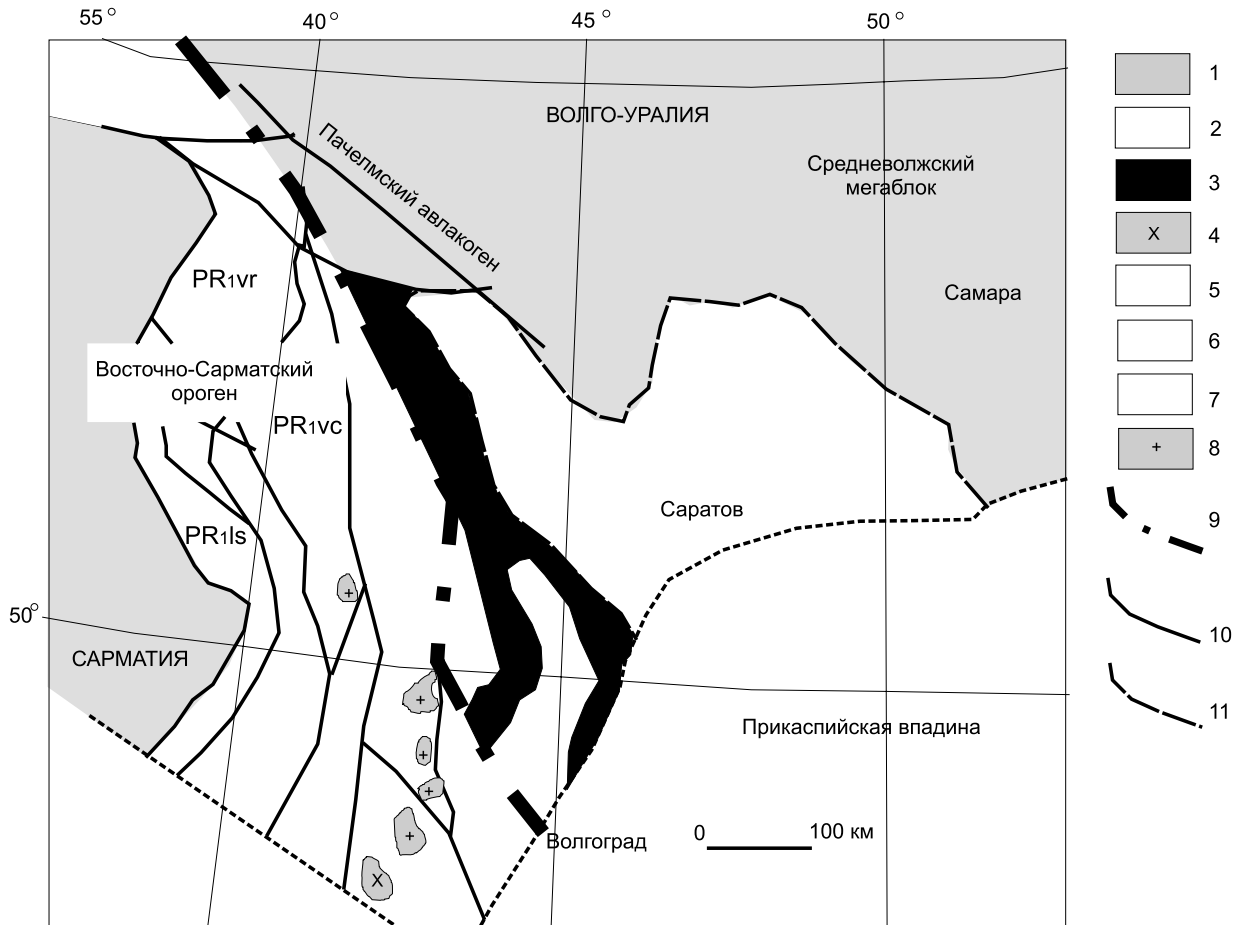 55°
40°
45°
50°
1
ВОЛГО-УРАЛИЯ
2
Пачелмский авлакоген
Средневолжский
мегаблок
3
X
4
PR1vr
Самара
5
6
Восточно-Сарматский
ороген
7
PR1vc
+
8
Саратов
9
PR1ls
+
50°
10
САРМАТИЯ
+
11
Прикаспийская впадина
+
+
+
Волгоград
0
100 км
X